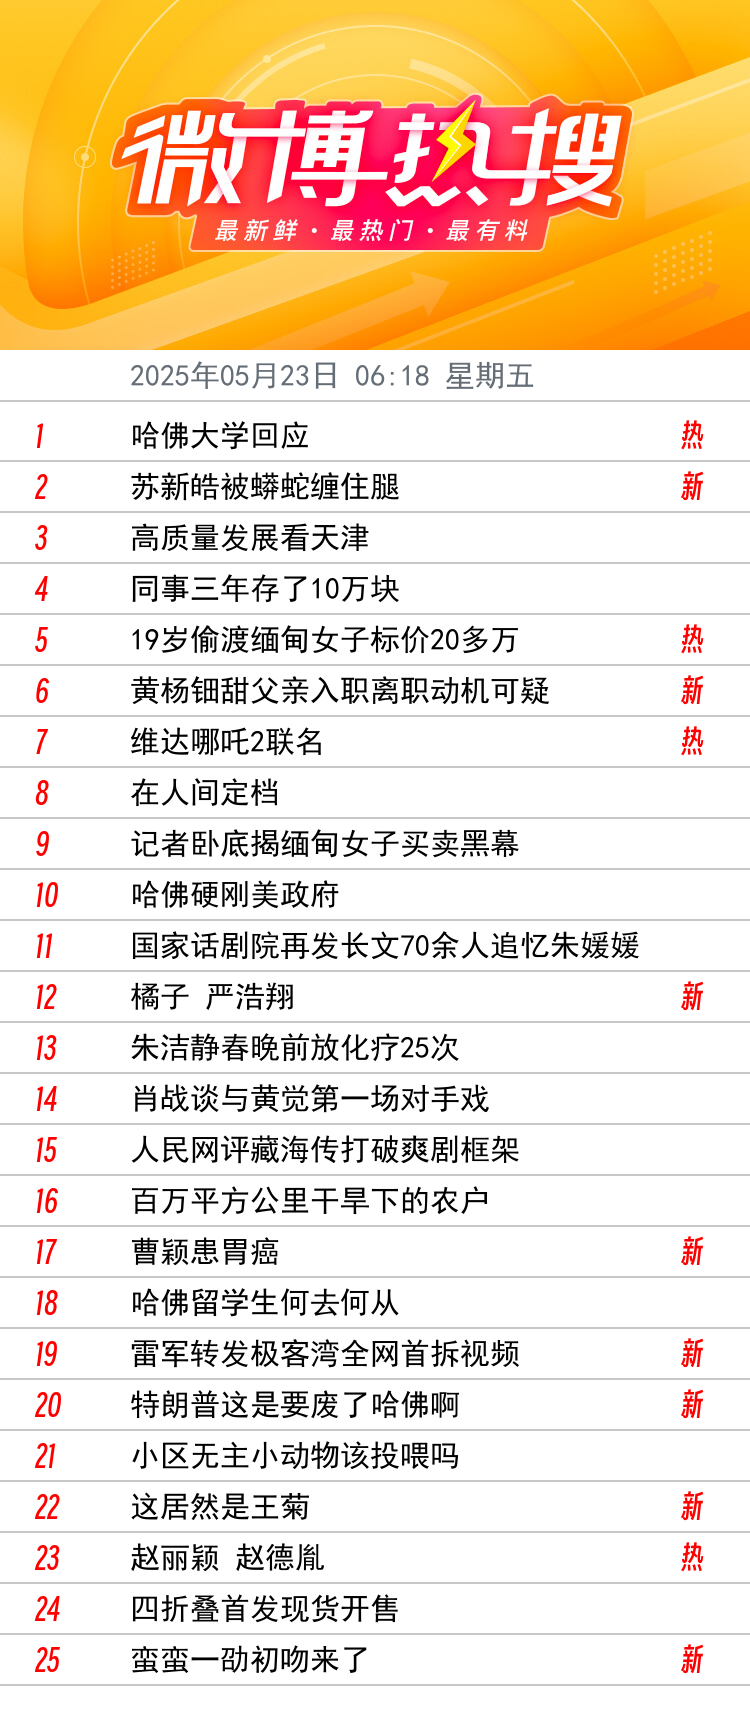 微博热搜
最新鲜·最热门·最有料
2025年05月23日 06:18 星期五
1 哈佛大学回应 热
2 苏新皓被蟒蛇缠住腿 新
3 高质量发展看天津
4 同事三年存了10万块
5 19岁偷渡缅甸女子标价20多万 热
6 黄杨钿甜父亲入职离职动机可疑 新
7 维达哪吒2联名 热
8 在人间定档
9 记者卧底揭缅甸女子买卖黑幕
10 哈佛硬刚美政府
11 国家话剧院再发长文70余人追忆朱媛媛
12 橘子 严浩翔 新
13 朱洁静春晚前放化疗25次
14 肖战谈与黄觉第一场对手戏
15 人民网评藏海传打破爽剧框架
16 百万平方公里干旱下的农户
17 曹颖患胃癌 新
18 哈佛留学生何去何从
19 雷军转发极客湾全网首拆视频 新
20 特朗普这是要废了哈佛啊 新
21 小区无主小动物该投喂吗
22 这居然是王菊 新
23 赵丽颖 赵德胤 热
24 四折叠首发现货开售
25 蛮蛮一劭初吻来了 新